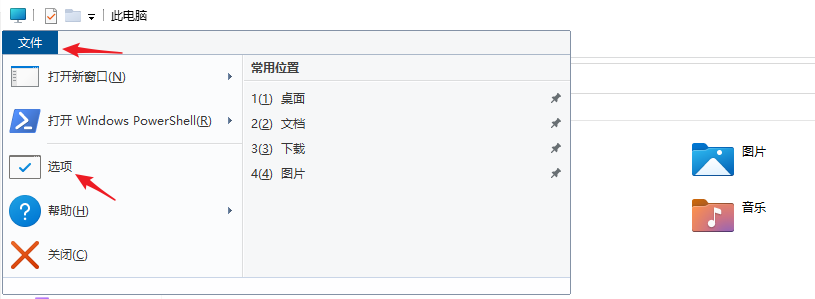 此电脑
文件
打开新窗口(N)
打开 Windows PowerShell(R)
选项
帮助(H)
关闭(C)
常用位置
1(1) 桌面
2(2) 文档
3(3) 下载
4(4) 图片
图片
音乐